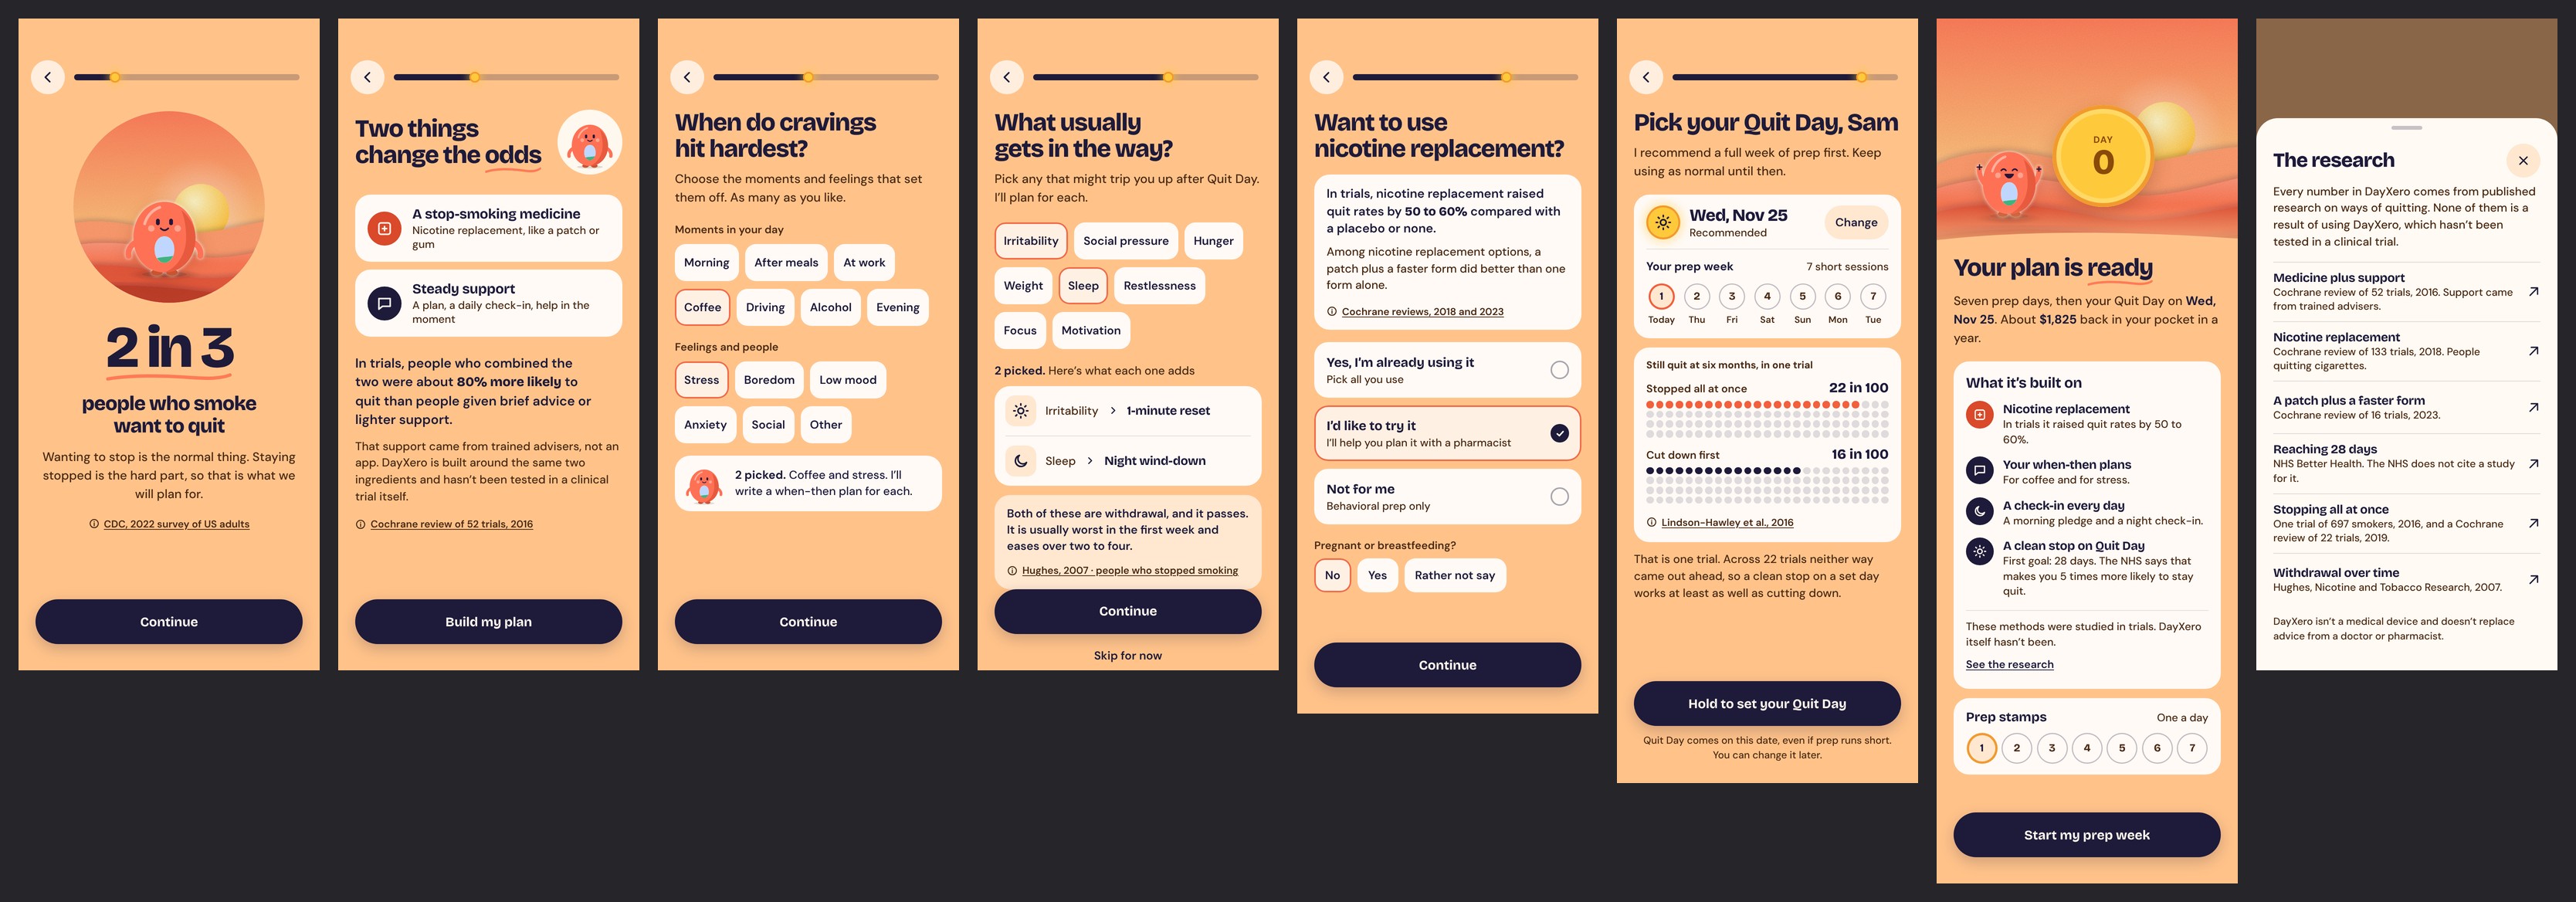 2 in 3
people who smoke
want to quit
Wanting to stop is the normal thing. Staying
stopped is the hard part, so that is what we
will plan for.
CDC, 2022 survey of US adults
Continue
Two things
change the odds
A stop-smoking medicine
Nicotine replacement, like a patch or
gum
Steady support
A plan, a daily check-in, help in the
moment
In trials, people who combined the
two were about 80% more likely to
quit than people given brief advice or
lighter support.
That support came from trained advisers, not an
app. DayXero is built around the same two
ingredients and hasn't been tested in a clinical
trial itself.
Cochrane review of 52 trials, 2016
Build my plan
When do cravings
hit hardest?
Choose the moments and feelings that set
them off. As many as you like.
Moments in your day
Morning After meals At work
Coffee Driving Alcohol Evening
Feelings and people
Stress Boredom Low mood
Anxiety Social Other
2 picked. Coffee and stress. I'll
write a when-then plan for each.
Continue
What usually
gets in the way?
Pick any that might trip you up after Quit Day.
I'll plan for each.
Irritability Social pressure Hunger
Weight Sleep Restlessness
Focus Motivation
2 picked. Here's what each one adds
Irritability > 1-minute reset
Sleep > Night wind-down
Both of these are withdrawal, and it passes.
It is usually worst in the first week and
eases over two to four.
Hughes, 2007 · people who stopped smoking
Continue
Skip for now
Want to use
nicotine replacement?
In trials, nicotine replacement raised
quit rates by 50 to 60% compared with
a placebo or none.
Among nicotine replacement options, a
patch plus a faster form did better than one
form alone.
Cochrane reviews, 2018 and 2023
Yes, I'm already using it
Pick all you use
I'd like to try it
I'll help you plan it with a pharmacist
Not for me
Behavioral prep only
Pregnant or breastfeeding?
No Yes Rather not say
Continue
Pick your Quit Day, Sam
I recommend a full week of prep first. Keep
using as normal until then.
Wed, Nov 25
Recommended
Change
Your prep week 7 short sessions
1 2 3 4 5 6 7
Today Thu Fri Sat Sun Mon Tue
Still quit at six months, in one trial
Stopped all at once 22 in 100
Cut down first 16 in 100
Lindson-Hawley et al., 2016
That is one trial. Across 22 trials neither way
came out ahead, so a clean stop on a set day
works at least as well as cutting down.
Hold to set your Quit Day
Quit Day comes on this date, even if prep runs short.
You can change it later.
DAY
0
Your plan is ready
Seven prep days, then your Quit Day on Wed,
Nov 25. About $1,825 back in your pocket in a
year.
What it's built on
Nicotine replacement
In trials it raised quit rates by 50 to
60%.
Your when-then plans
For coffee and for stress.
A check-in every day
A morning pledge and a night check-in.
A clean stop on Quit Day
First goal: 28 days. The NHS says that
makes you 5 times more likely to stay
quit.
These methods were studied in trials. DayXero
itself hasn't been.
See the research
Prep stamps One a day
1 2 3 4 5 6 7
Start my prep week
The research
Every number in DayXero comes from published
research on ways of quitting. None of them is a
result of using DayXero, which hasn't been
tested in a clinical trial.
Medicine plus support
Cochrane review of 52 trials, 2016. Support came
from trained advisers.
Nicotine replacement
Cochrane review of 133 trials, 2018. People
quitting cigarettes.
A patch plus a faster form
Cochrane review of 16 trials, 2023.
Reaching 28 days
NHS Better Health. The NHS does not cite a study
for it.
Stopping all at once
One trial of 697 smokers, 2016, and a Cochrane
review of 22 trials, 2019.
Withdrawal over time
Hughes, Nicotine and Tobacco Research, 2007.
DayXero isn't a medical device and doesn't replace
advice from a doctor or pharmacist.